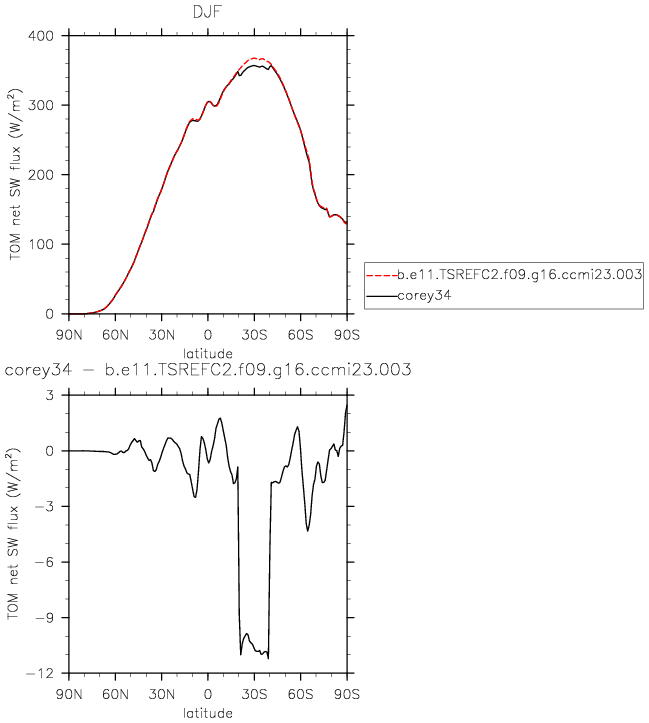 DJF
TOM net SW flux (W/m²)
400
300
200
100
0
90N 60N 30N 0 30S 60S 90S
latitude
b.e11.TSREFC2.f09.g16.ccmi23.003
corey34
corey34 − b.e11.TSREFC2.f09.g16.ccmi23.003
TOM net SW flux (W/m²)
3
0
−3
−6
−9
−12
90N 60N 30N 0 30S 60S 90S
latitude